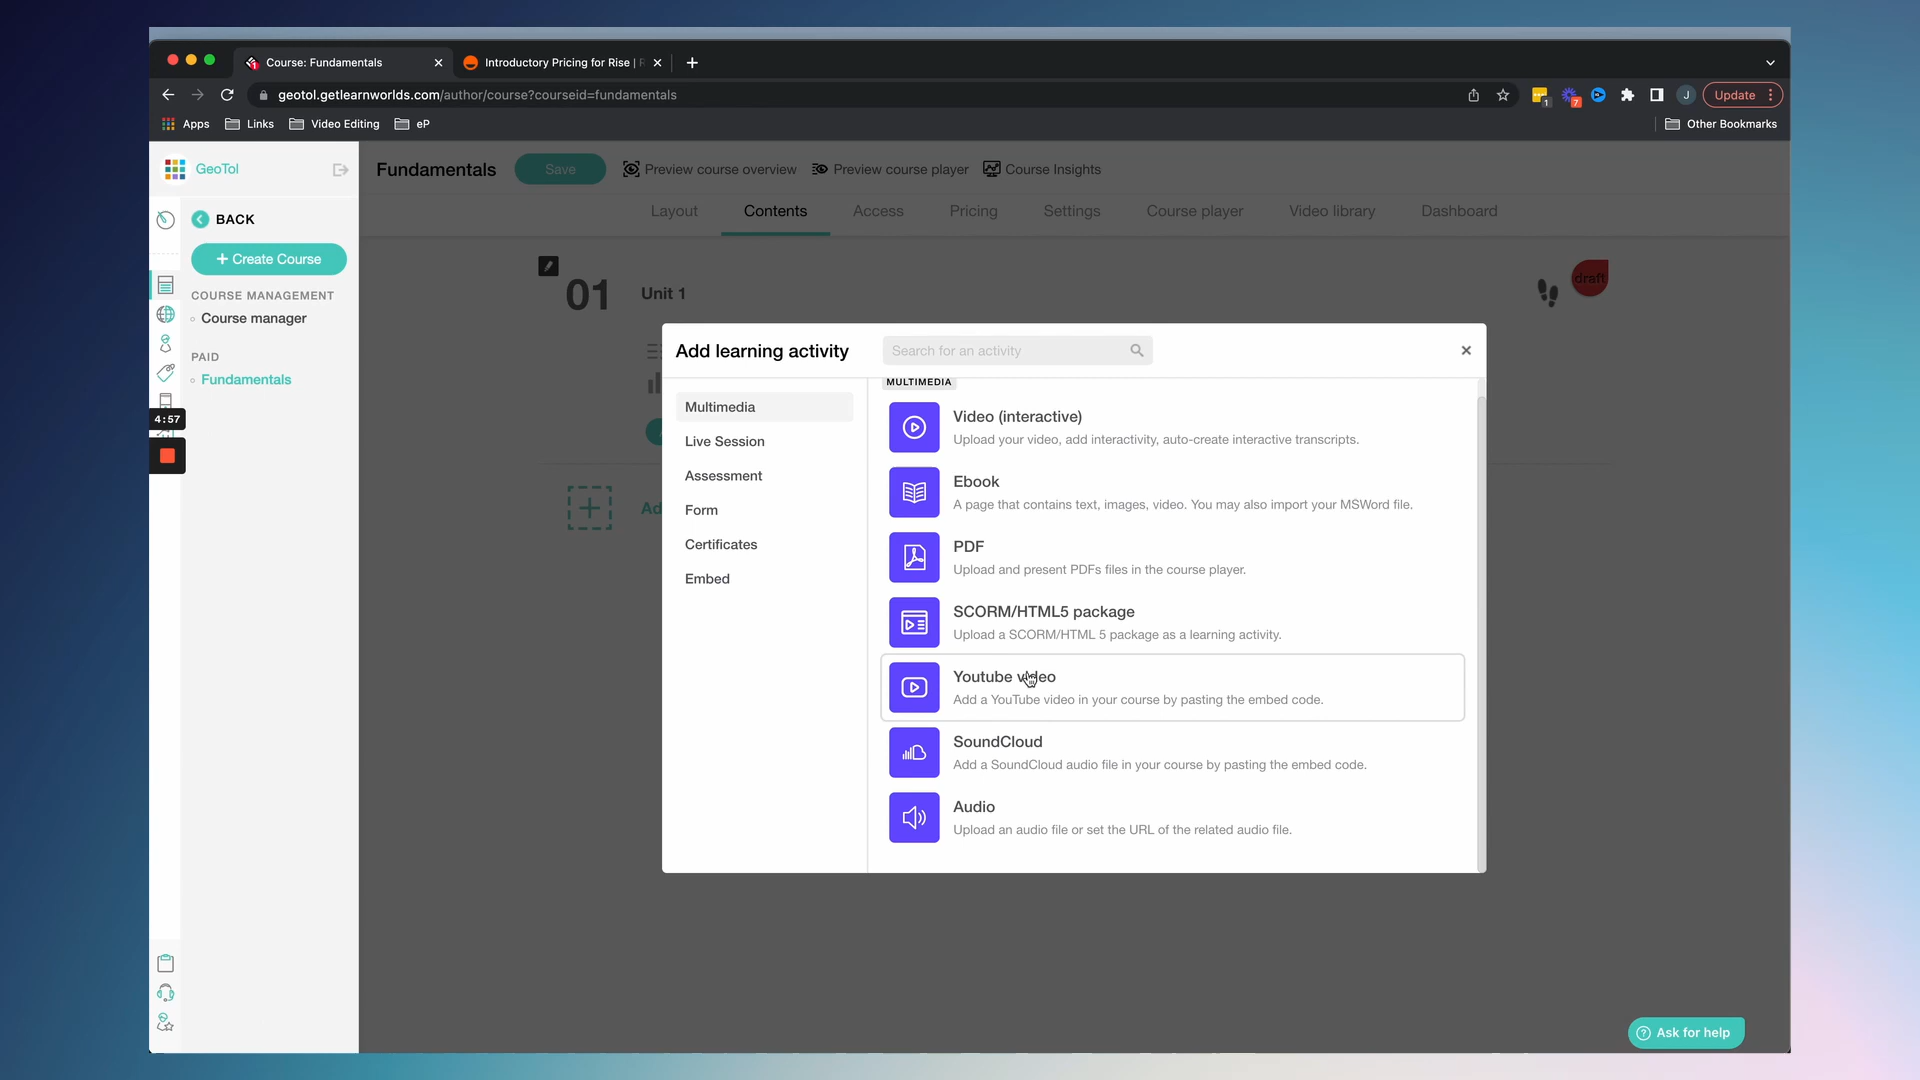 Course: Fundamentals
Introductory Pricing for Rise |
geotol.getlearnworlds.com/author/course?courseid=fundamentals
1
7
J
Update
Apps
Links
Video Editing
eP
Other Bookmarks
GeoTol
Fundamentals
Save
Preview course overview
Preview course player
Course Insights
BACK
Layout
Contents
Access
Pricing
Settings
Course player
Video library
Dashboard
+ Create Course
COURSE MANAGEMENT
Course manager
PAID
Fundamentals
4:57
01
Unit 1
draft
Ad
Add learning activity
Search for an activity
Multimedia
Live Session
Assessment
Form
Certificates
Embed
MULTIMEDIA
Video (interactive)
Upload your video, add interactivity, auto-create interactive transcripts.
Ebook
A page that contains text, images, video. You may also import your MSWord file.
PDF
Upload and present PDFs files in the course player.
SCORM/HTML5 package
Upload a SCORM/HTML 5 package as a learning activity.
Youtube video
Add a YouTube video in your course by pasting the embed code.
SoundCloud
Add a SoundCloud audio file in your course by pasting the embed code.
Audio
Upload an audio file or set the URL of the related audio file.
Ask for help